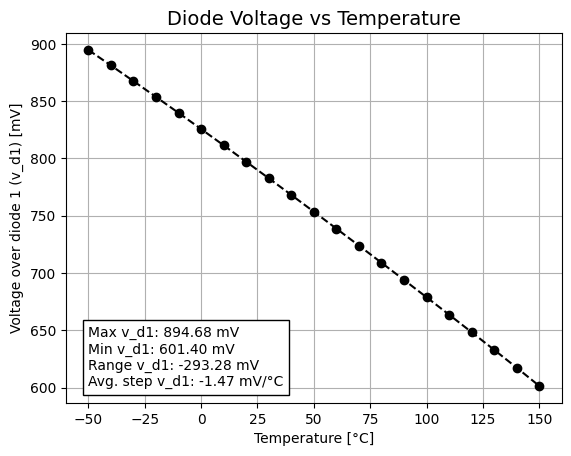 Diode Voltage vs Temperature
Voltage over diode 1 (v_d1) [mV]
900
850
800
750
700
650
600
Max v_d1: 894.68 mV
Min v_d1: 601.40 mV
Range v_d1: -293.28 mV
Avg. step v_d1: -1.47 mV/°C
−50 −25 0 25 50 75 100 125 150
Temperature [°C]